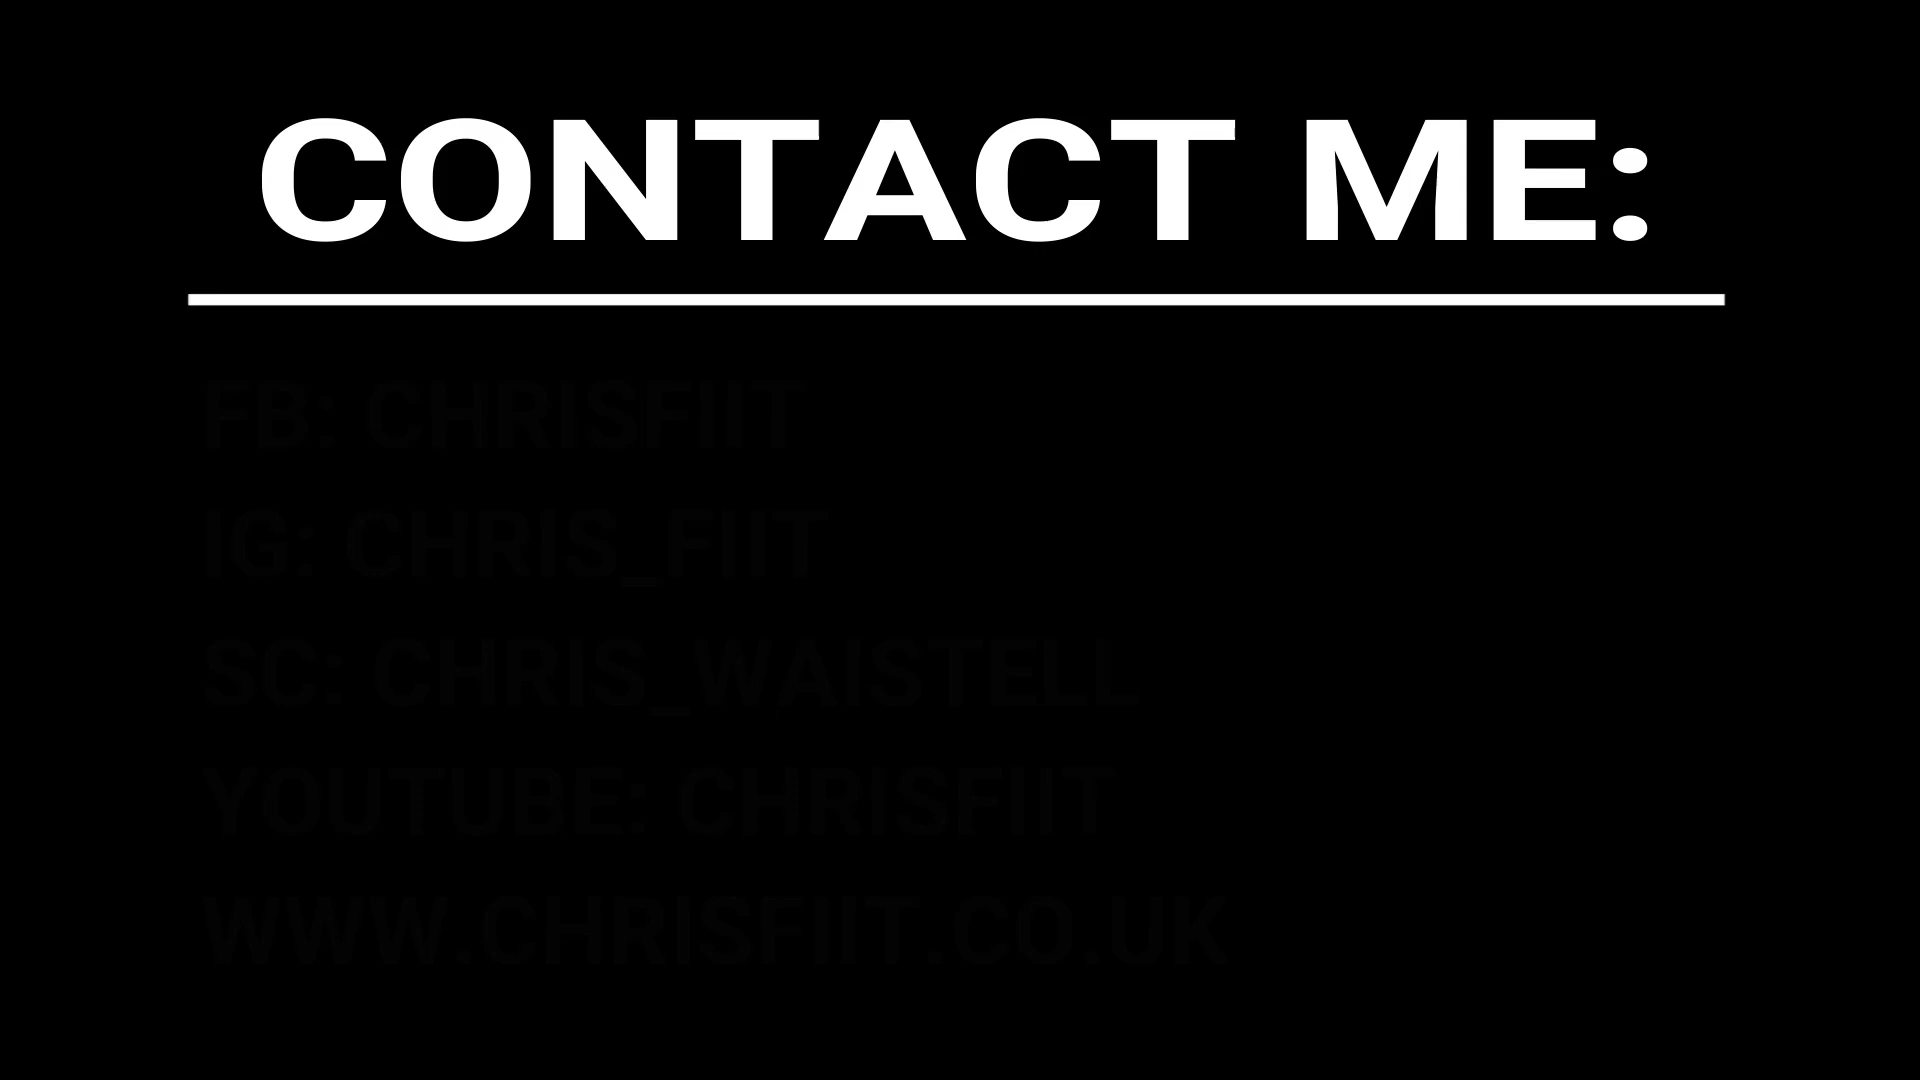 CONTACT ME:
FB: CHRISFIIT
IG: CHRIS_FIIT
SC: CHRIS_WAISTELL
YOUTUBE: CHRISFIIT
WWW.CHRISFIIT.CO.UK